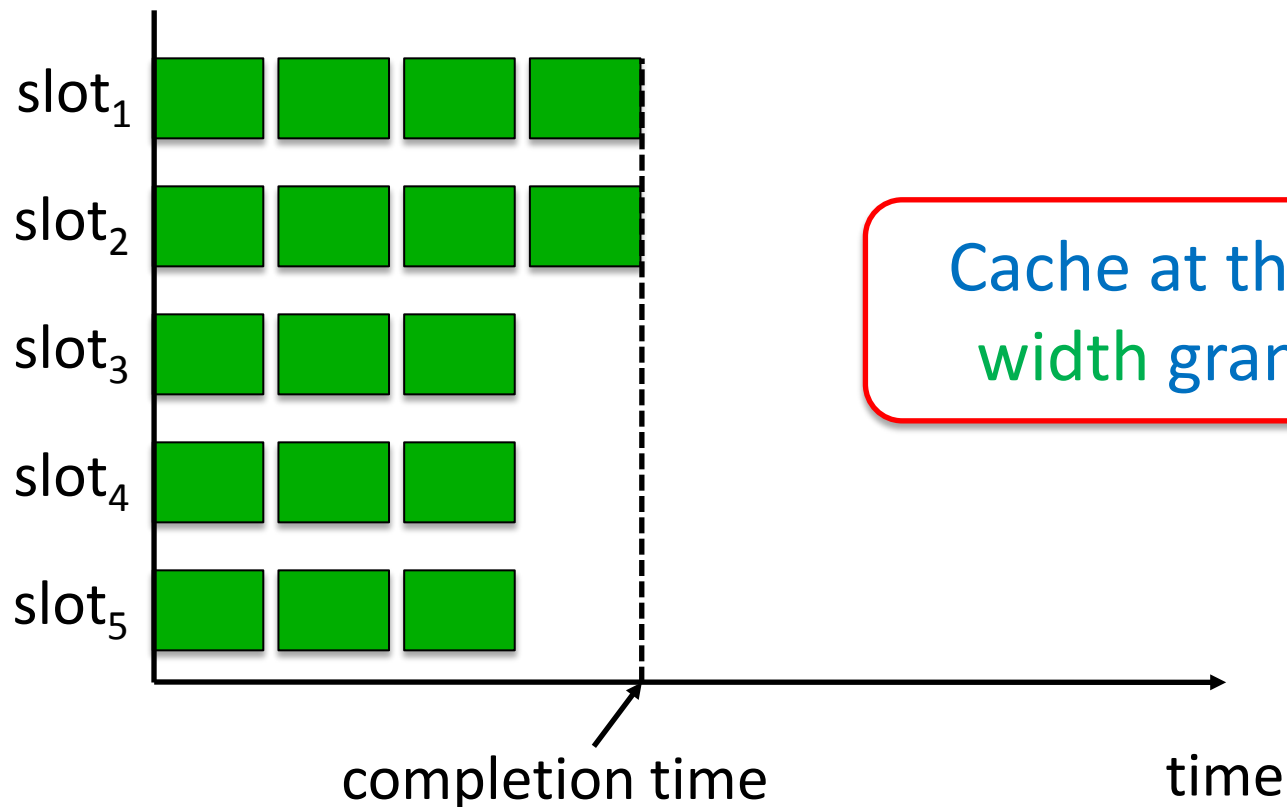 slot₁
slot₂
Cache at th
width gran
slot₃
slot₄
slot₅
completion time
time